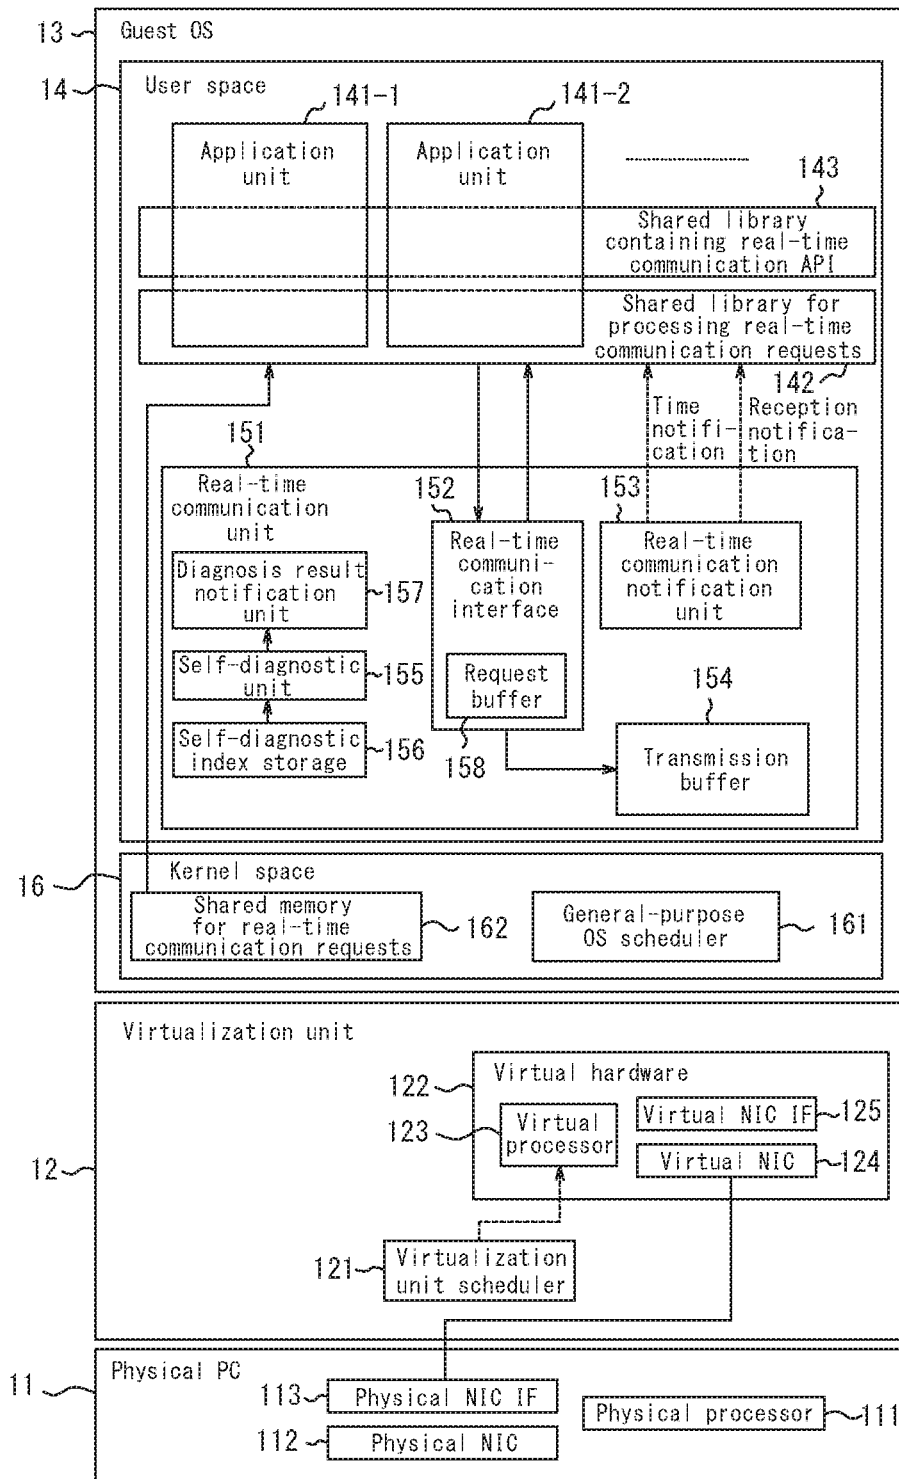 13
Guest OS
14
User space
141-1
141-2
Application
unit
Application
unit
143
Shared library
containing real-time
communication API
Shared library for
processing real-time
communication requests
142
Time
notifi-
cation
Reception
notifica-
tion
151
Real-time
communication
unit
152
Real-time
communi-
cation
interface
153
Real-time
communication
notification
unit
Diagnosis result
notification
unit
157
Self-diagnostic
unit
155
Self-diagnostic
index storage
156
Request
buffer
158
154
Transmission
buffer
16
Kernel space
Shared memory
for real-time
communication requests
162
General-purpose
OS scheduler
161
12
Virtualization unit
122
Virtual hardware
123
Virtual
processor
Virtual NIC IF
125
Virtual NIC
124
121
Virtualization
unit scheduler
11
Physical PC
113
Physical NIC IF
112
Physical NIC
Physical processor
111